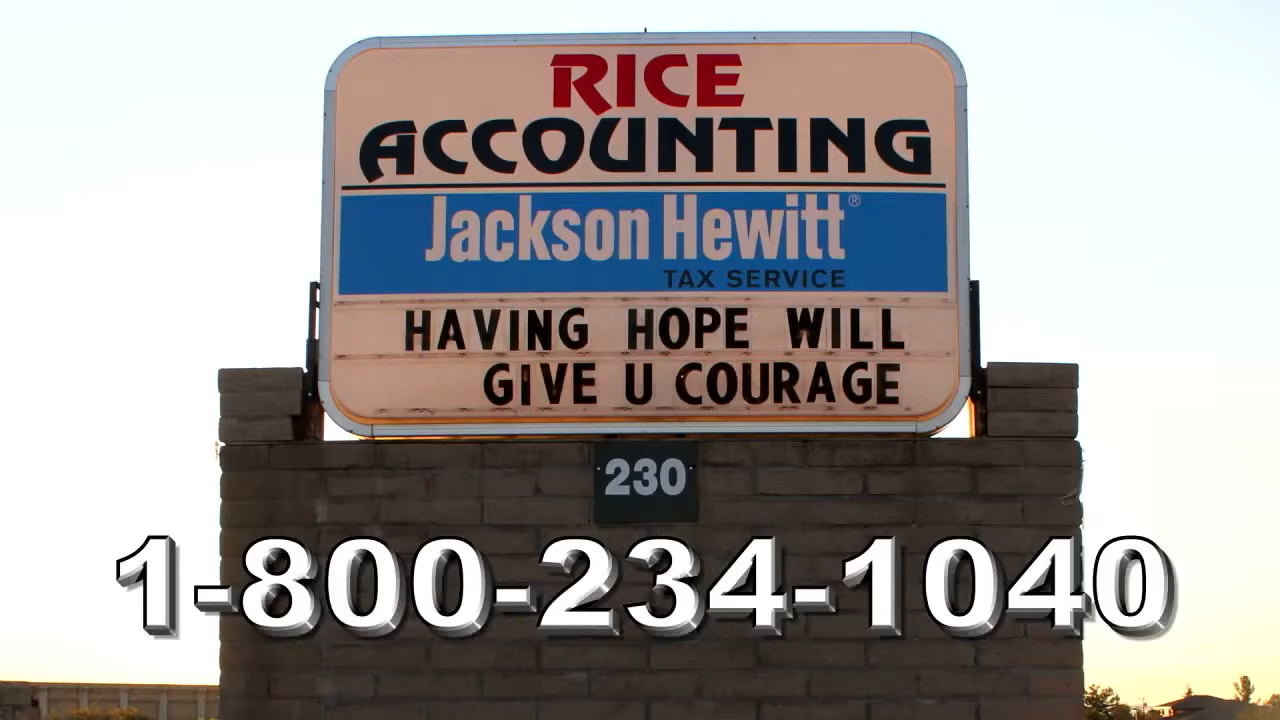 RICE
ACCOUNTING
Jackson Hewitt®
TAX SERVICE
HAVING HOPE WILL
GIVE U COURAGE
230
1-800-234-1040